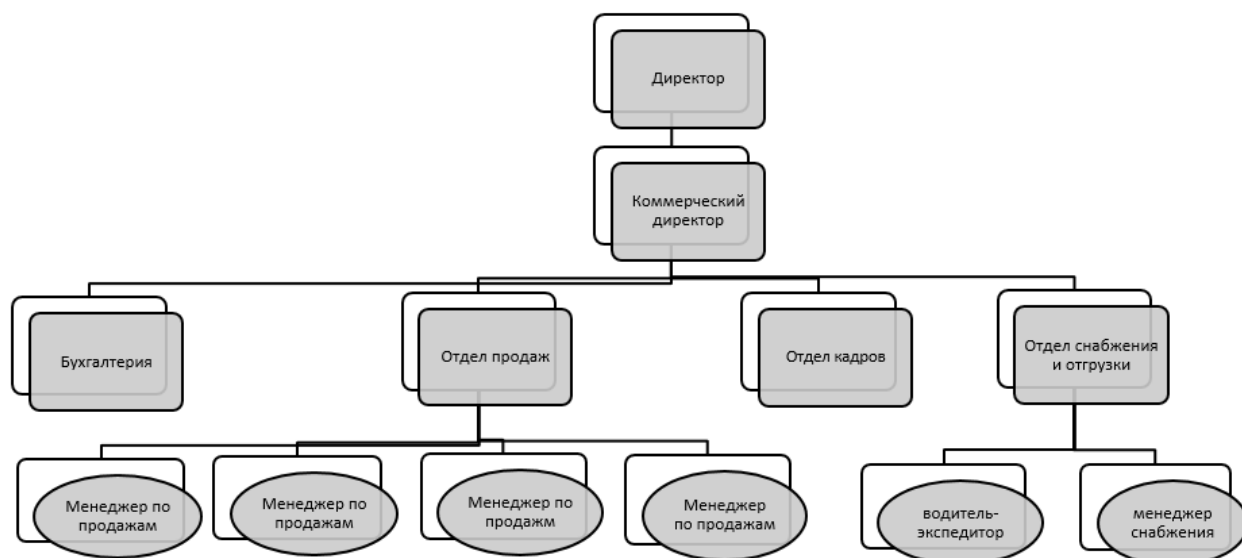 Директор
Коммерческий
директор
Бухгалтерия
Отдел продаж
Отдел кадров
Отдел снабжения
и отгрузки
Менеджер по
продажам
Менеджер по
продажам
Менеджер по
продажм
Менеджер
по продажам
водитель-
экспедитор
менеджер
снабжения